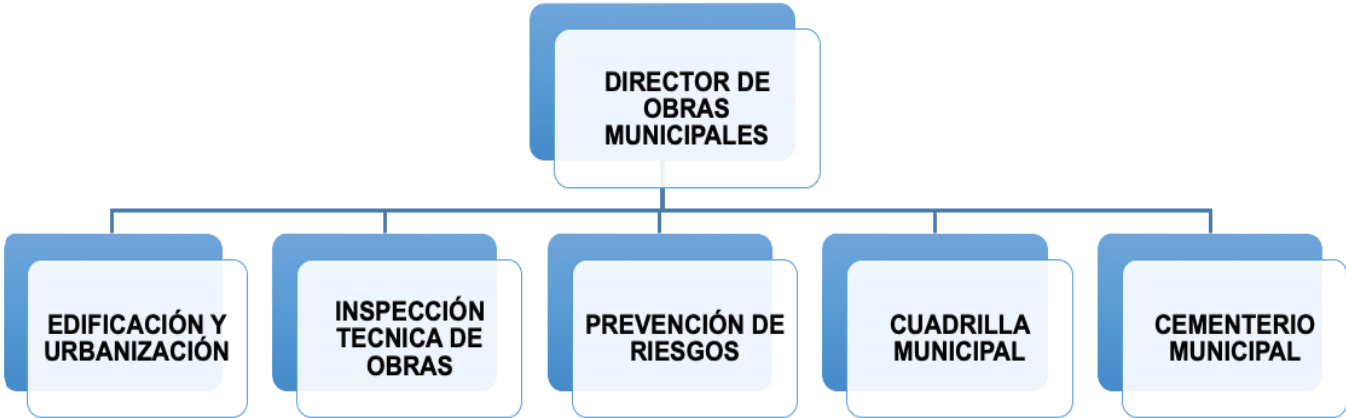 DIRECTOR DE
OBRAS
MUNICIPALES
EDIFICACIÓN Y
URBANIZACIÓN
INSPECCIÓN
TECNICA DE
OBRAS
PREVENCIÓN DE
RIESGOS
CUADRILLA
MUNICIPAL
CEMENTERIO
MUNICIPAL